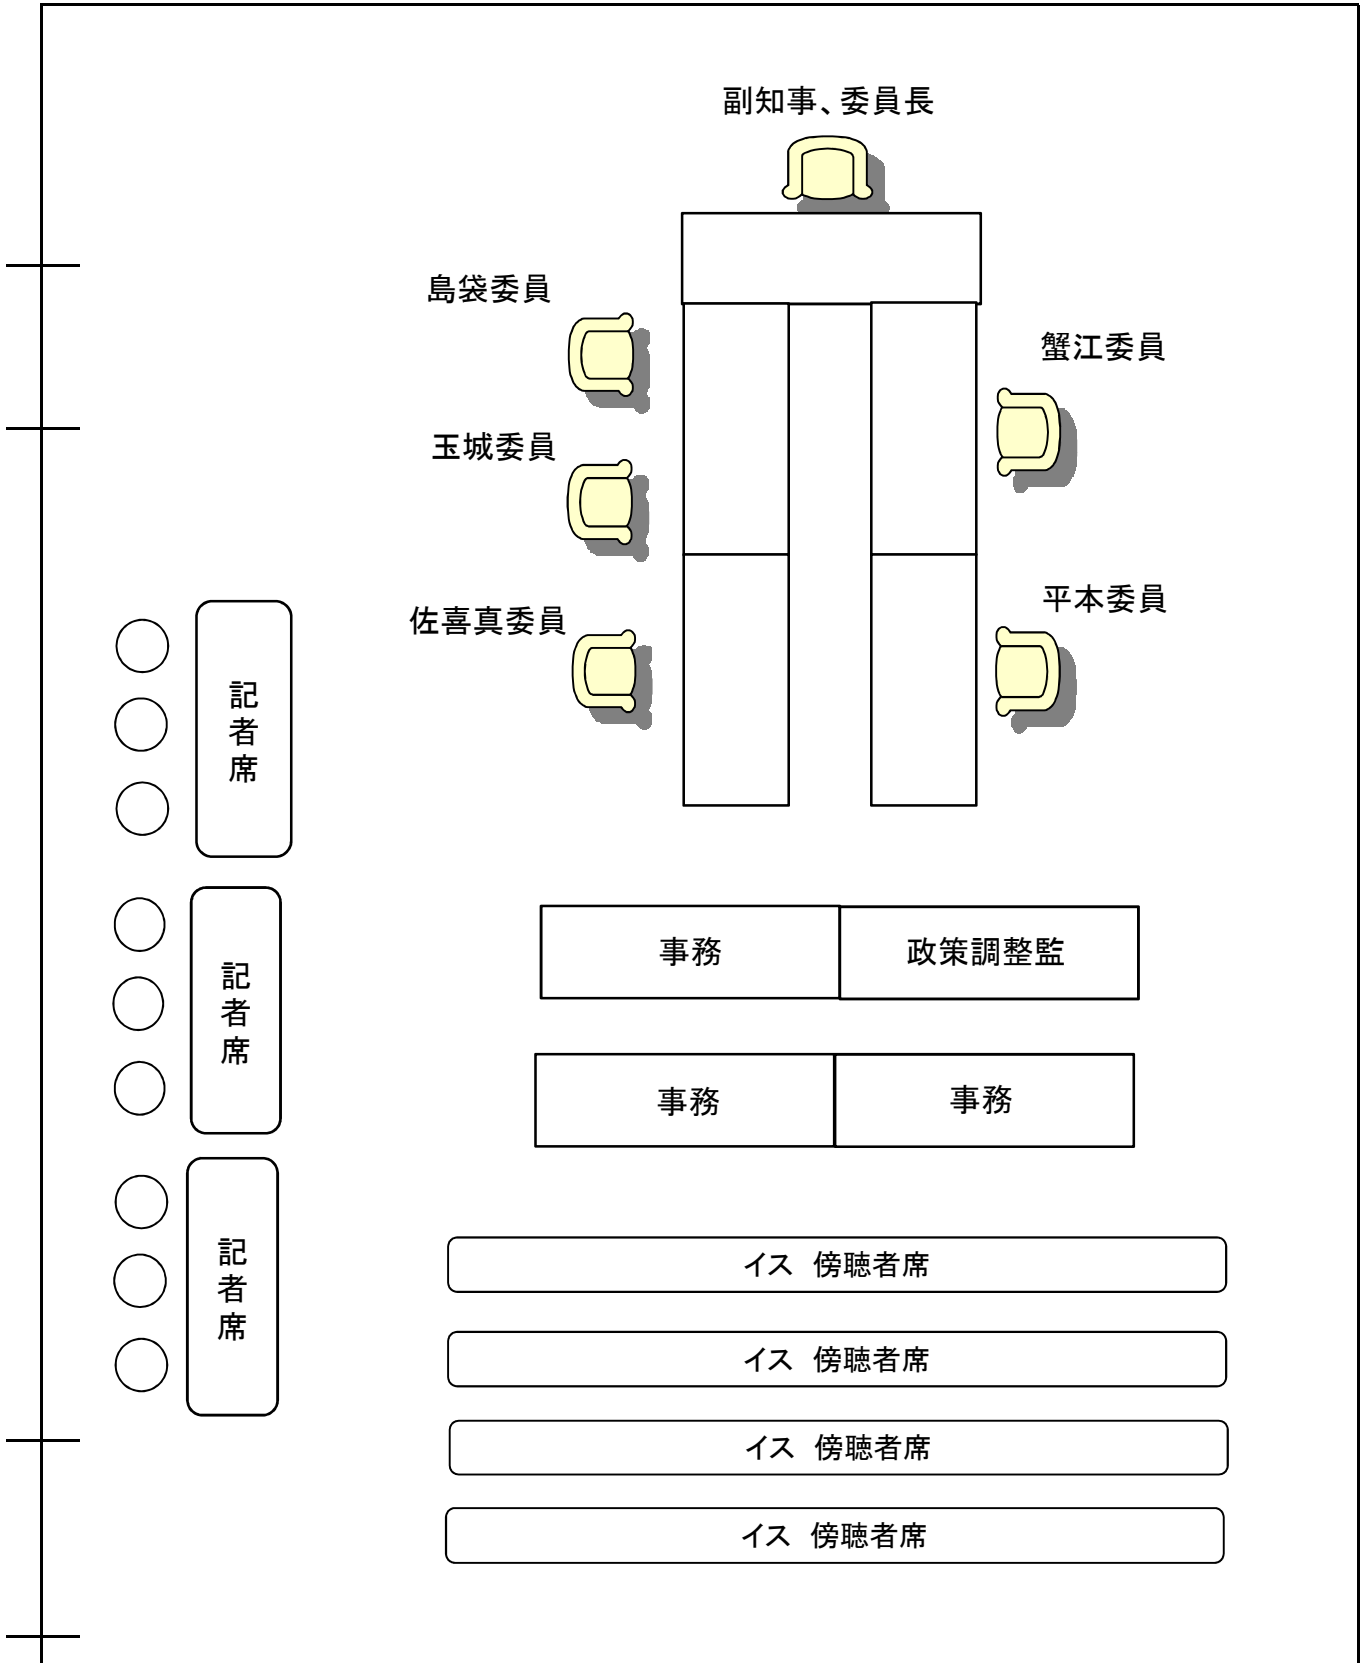 副知事、委員長
島袋委員
蟹江委員
玉城委員
平本委員
佐喜真委員
記者席
事務
政策調整監
記者席
事務
事務
記者席
イス 傍聴者席
イス 傍聴者席
イス 傍聴者席
イス 傍聴者席